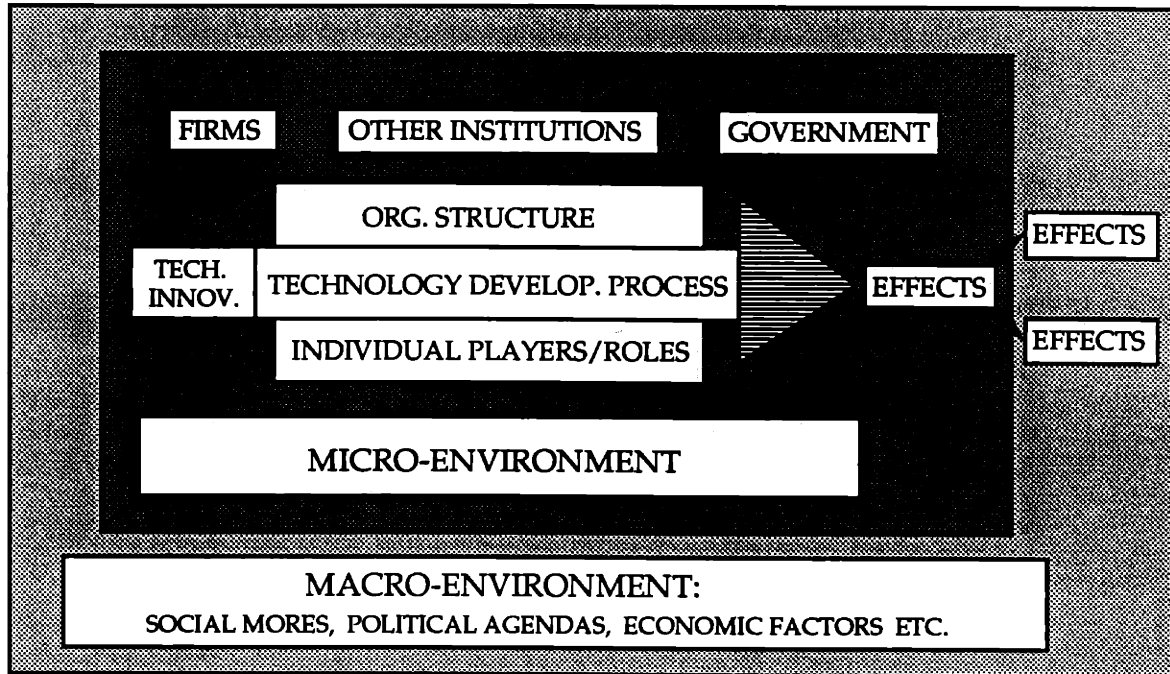 FIRMS
OTHER INSTITUTIONS
GOVERNMENT
ORG. STRUCTURE
TECH.
INNOV.
TECHNOLOGY DEVELOP. PROCESS
INDIVIDUAL PLAYERS/ROLES
EFFECTS
EFFECTS
EFFECTS
MICRO-ENVIRONMENT
MACRO-ENVIRONMENT:
SOCIAL MORES, POLITICAL AGENDAS, ECONOMIC FACTORS ETC.